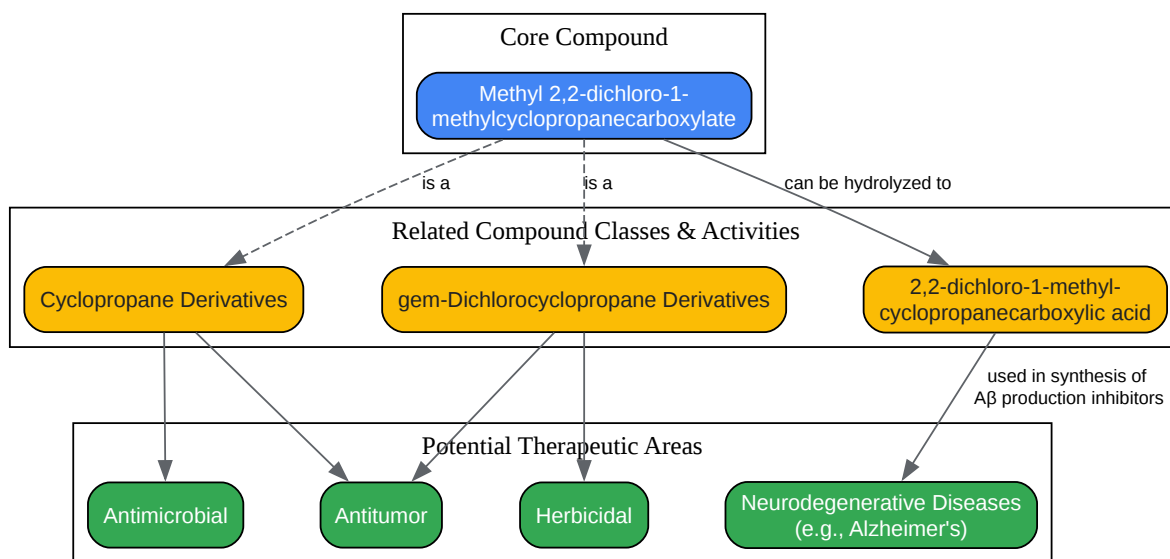 Core Compound
Methyl 2,2-dichloro-1-
methylcyclopropanecarboxylate
is a
is a
can be hydrolyzed to
Related Compound Classes & Activities
Cyclopropane Derivatives
gem-Dichlorocyclopropane Derivatives
2,2-dichloro-1-methyl-
cyclopropanecarboxylic acid
used in synthesis of
Aβ production inhibitors
Potential Therapeutic Areas
Antimicrobial
Antitumor
Herbicidal
Neurodegenerative Diseases
(e.g., Alzheimer's)